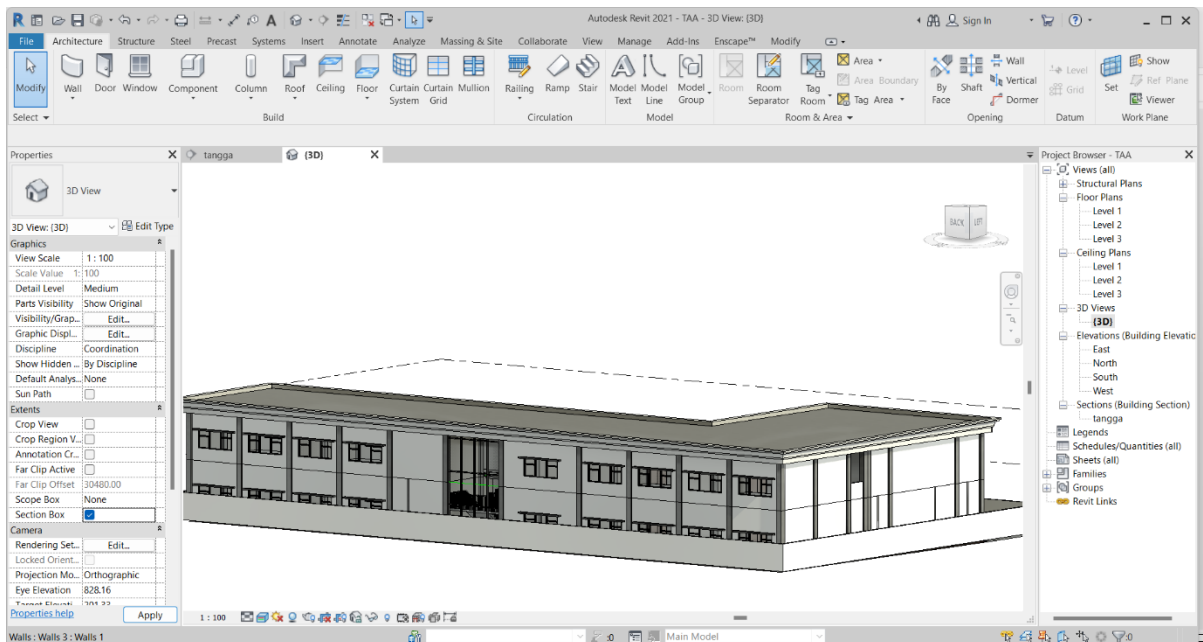 Autodesk Revit 2021 - TAA - 3D View: {3D}
Sign In
File Architecture Structure Steel Precast Systems Insert Annotate Analyze Massing & Site Collaborate View Manage Add-Ins Enscape™ Modify
Modify Wall Door Window Component Column Roof Ceiling Floor Curtain System Curtain Grid Mullion Railing Ramp Stair Model Text Model Line Model Group Room Room Separator Tag Room Area Area Boundary Tag Area By Face Shaft Wall Vertical Dormer Level Grid Set Show Ref Plane Viewer
Select Build Circulation Model Room & Area Opening Datum Work Plane
Properties
tangga
{3D}
Project Browser - TAA
3D View
3D View: {3D}
Edit Type
Graphics
View Scale 1 : 100
Scale Value 1: 100
Detail Level Medium
Parts Visibility Show Original
Visibility/Grap... Edit...
Graphic Displ... Edit...
Discipline Coordination
Show Hidden ... By Discipline
Default Analys... None
Sun Path
Extents
Crop View
Crop Region V...
Annotation Cr...
Far Clip Active
Far Clip Offset 30480.00
Scope Box None
Section Box
Camera
Rendering Set... Edit...
Locked Orient...
Projection Mo... Orthographic
Eye Elevation 828.16
Properties help
Apply
BACK LEFT
Views (all)
Structural Plans
Floor Plans
Level 1
Level 2
Level 3
Ceiling Plans
Level 1
Level 2
Level 3
3D Views
{3D}
Elevations (Building Elevatic
East
North
South
West
Sections (Building Section)
tangga
Legends
Schedules/Quantities (all)
Sheets (all)
Families
Groups
Revit Links
1 : 100
Walls : Walls 3 : Walls 1
:0
Main Model
:0